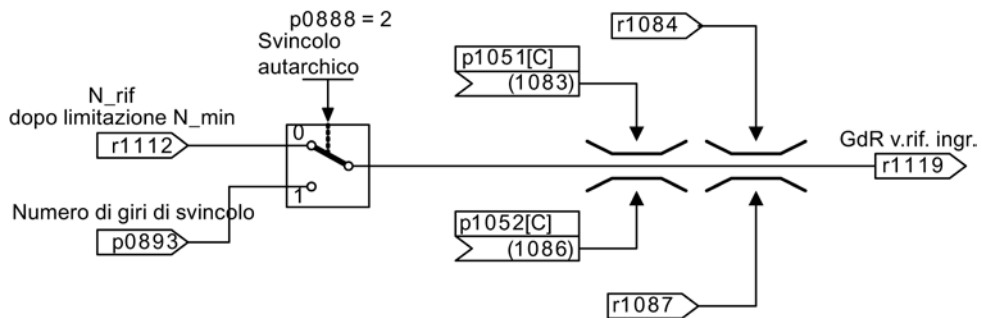 p0888 = 2
Svincolo
autarchico
r1084
p1051[C]
(1083)
N_rif
dopo limitazione N_min
r1112
0
1
GdR v.rif. ingr.
r1119
Numero di giri di svincolo
p0893
p1052[C]
(1086)
r1087